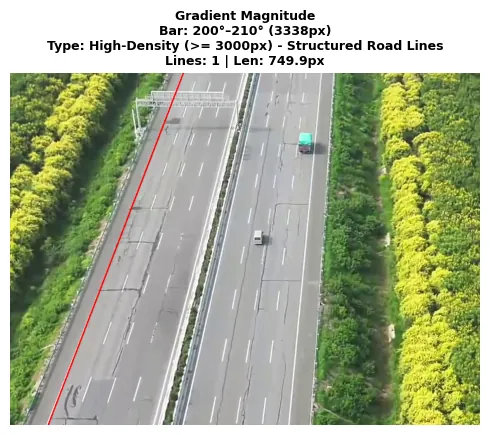 Gradient Magnitude
Bar: 200°–210° (3338px)
Type: High-Density (>= 3000px) - Structured Road Lines
Lines: 1 | Len: 749.9px